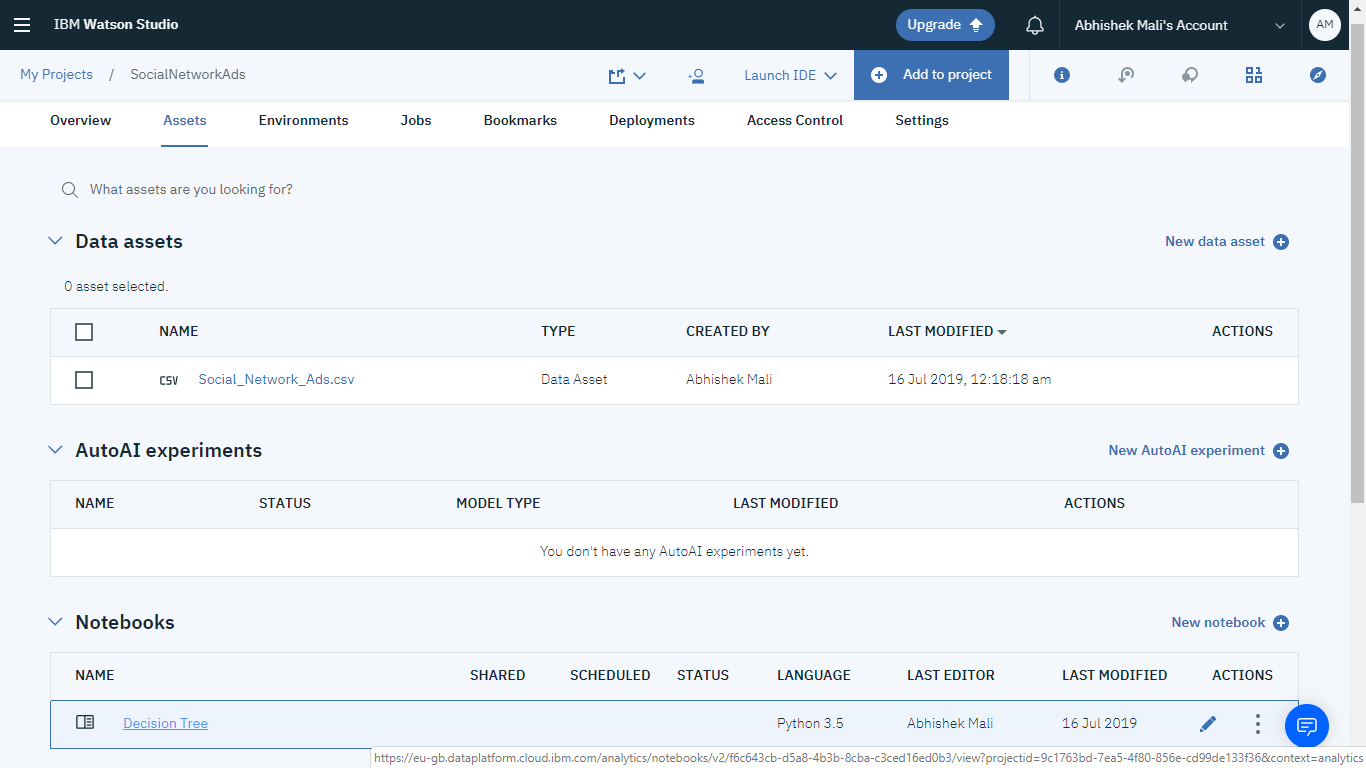 IBM Watson Studio Upgrade Abhishek Mali's Account AM
My Projects / SocialNetworkAds Launch IDE Add to project
Overview Assets Environments Jobs Bookmarks Deployments Access Control Settings
What assets are you looking for?
Data assets New data asset
0 asset selected.
NAME TYPE CREATED BY LAST MODIFIED ACTIONS
CSV Social_Network_Ads.csv Data Asset Abhishek Mali 16 Jul 2019, 12:18:18 am
AutoAI experiments New AutoAI experiment
NAME STATUS MODEL TYPE LAST MODIFIED ACTIONS
You don't have any AutoAI experiments yet.
Notebooks New notebook
NAME SHARED SCHEDULED STATUS LANGUAGE LAST EDITOR LAST MODIFIED ACTIONS
Decision Tree Python 3.5 Abhishek Mali 16 Jul 2019
https://eu-gb.dataplatform.cloud.ibm.com/analytics/notebooks/v2/f6c643cb-d5a8-4b3b-8cba-c3ced16ed0b3/view?projectid=9c1763bd-7ea5-4f80-856e-cd99de133f36&context=analytics